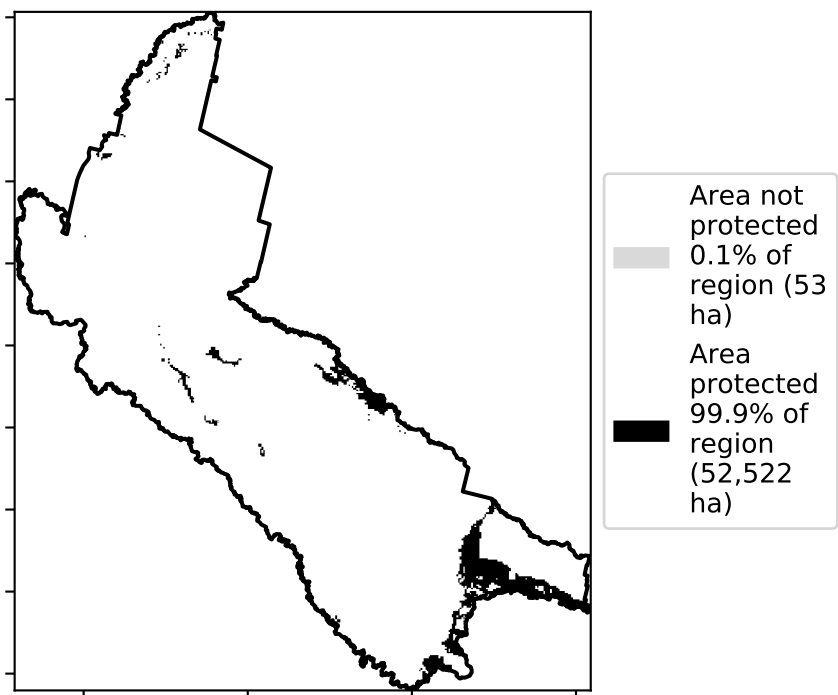 Area not
protected
0.1% of
region (53
ha)
Area
protected
99.9% of
region
(52,522
ha)